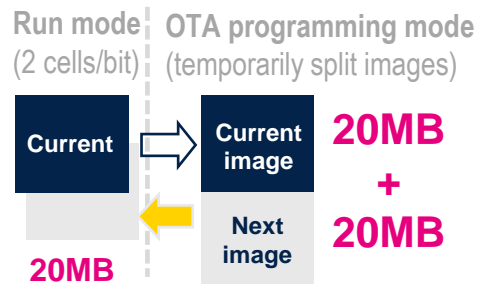 Run mode
(2 cells/bit)
OTA programming mode
(temporarily split images)
Current
20MB
Current
image
Next
image
20MB
+
20MB